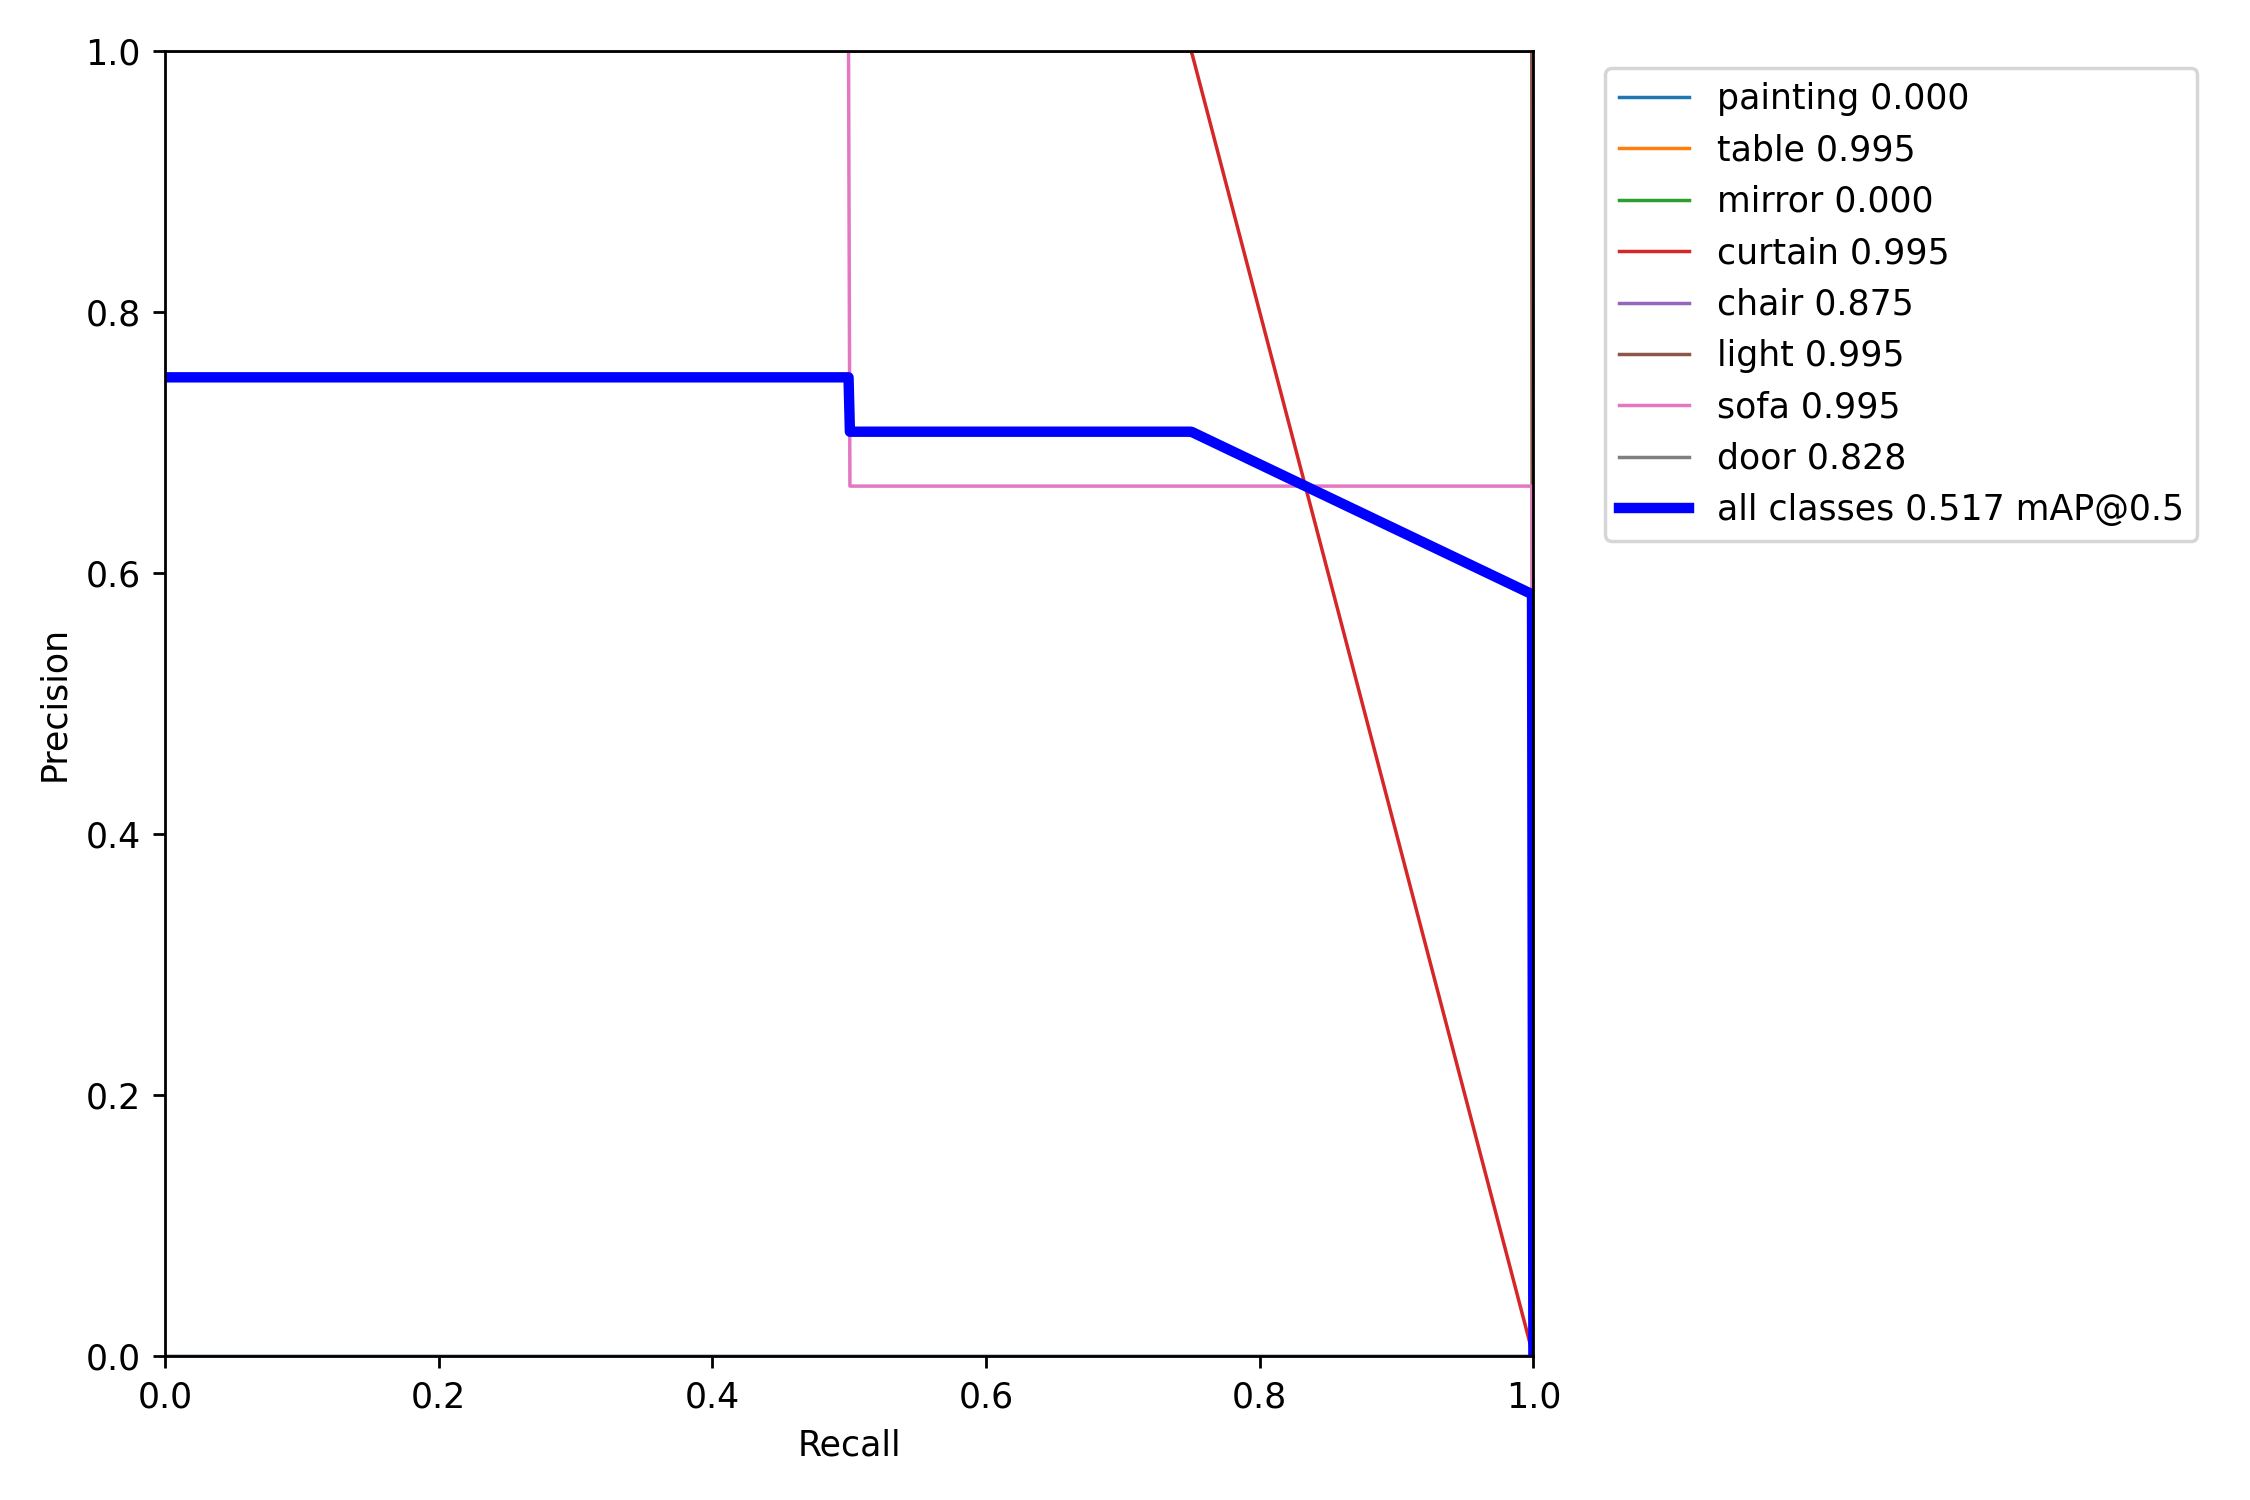 1.0
0.8
0.6
0.4
0.2
0.0
Precision
0.0 0.2 0.4 0.6 0.8 1.0
Recall
painting 0.000
table 0.995
mirror 0.000
curtain 0.995
chair 0.875
light 0.995
sofa 0.995
door 0.828
all classes 0.517 mAP@0.5